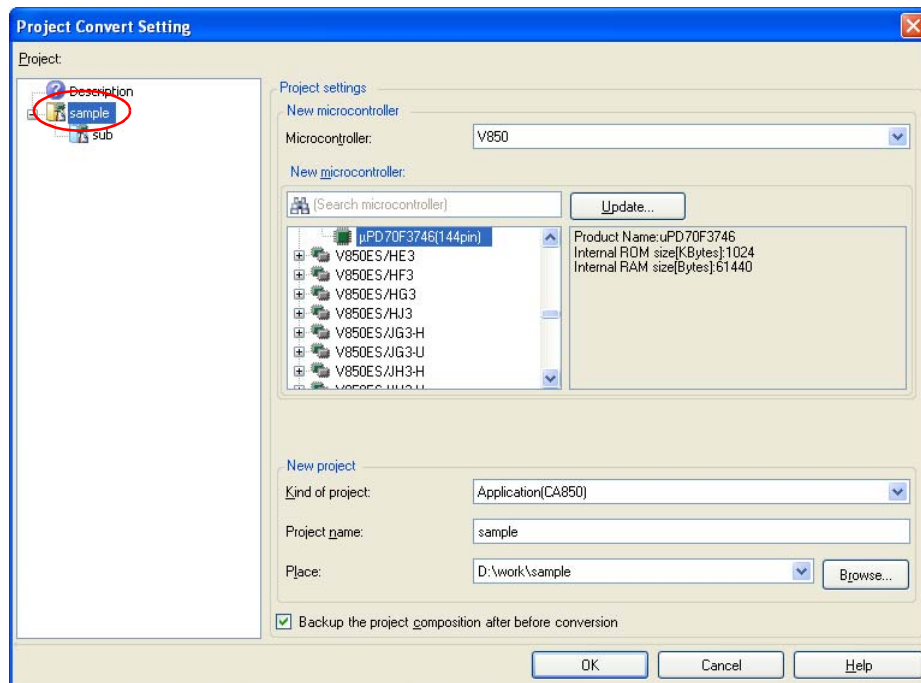 Project Convert Setting
Project:
Description
sample
sub
Project settings
New microcontroller
Microcontroller:
V850
New microcontroller:
(Search microcontroller)
Update...
µPD70F3746(144pin)
V850ES/HE3
V850ES/HF3
V850ES/HG3
V850ES/HJ3
V850ES/JG3-H
V850ES/JG3-U
V850ES/JH3-H
Product Name:uPD70F3746
Internal ROM size[KBytes]:1024
Internal RAM size[Bytes]:61440
New project
Kind of project:
Application(CA850)
Project name:
sample
Place:
D:\work\sample
Browse...
Backup the project composition after before conversion
OK
Cancel
Help